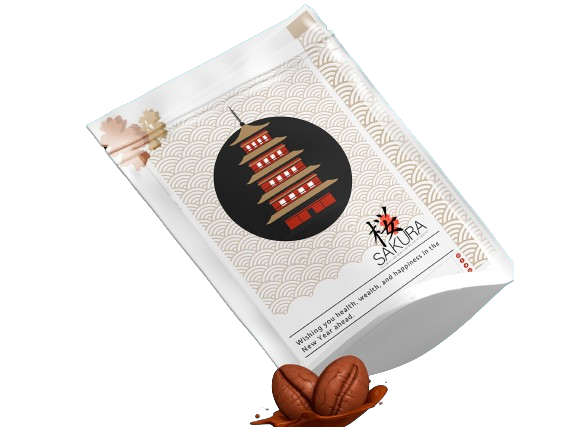 桜
SAKURA
Wishing you health, wealth, and happiness in the
New Year ahead.